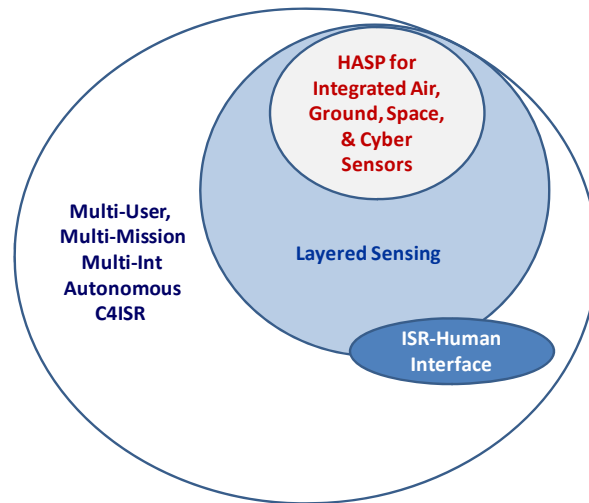 HASP for
Integrated Air,
Ground, Space,
& Cyber
Sensors
Multi-User,
Multi-Mission
Multi-Int
Autonomous
C4ISR
Layered Sensing
ISR-Human
Interface